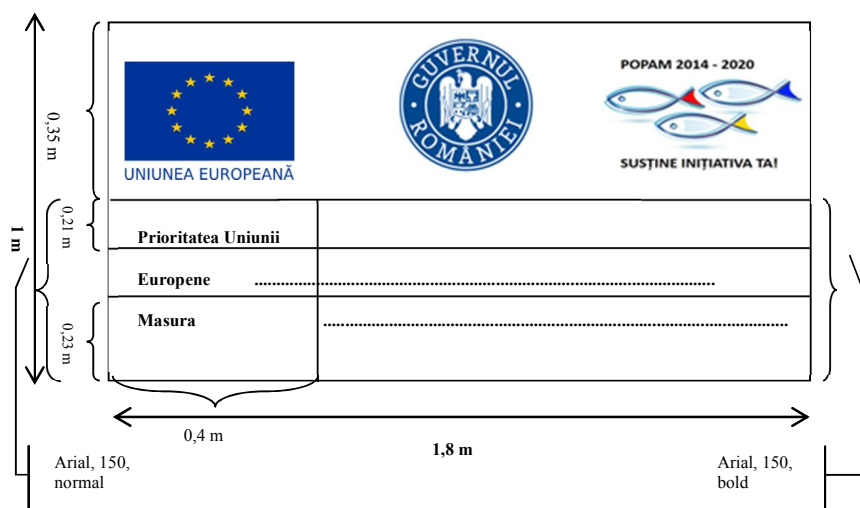 POPAM 2014 - 2020
GUVERNUL ROMÂNIEI
UNIUNEA EUROPEANĂ
SUSȚINE INIȚIATIVA TA!
0,35 m
1 m
0,21 m
0,23 m
Prioritatea Uniunii
Europene ................................................................................
Masura ................................................................................
0,4 m
1,8 m
Arial, 150,
normal
Arial, 150,
bold